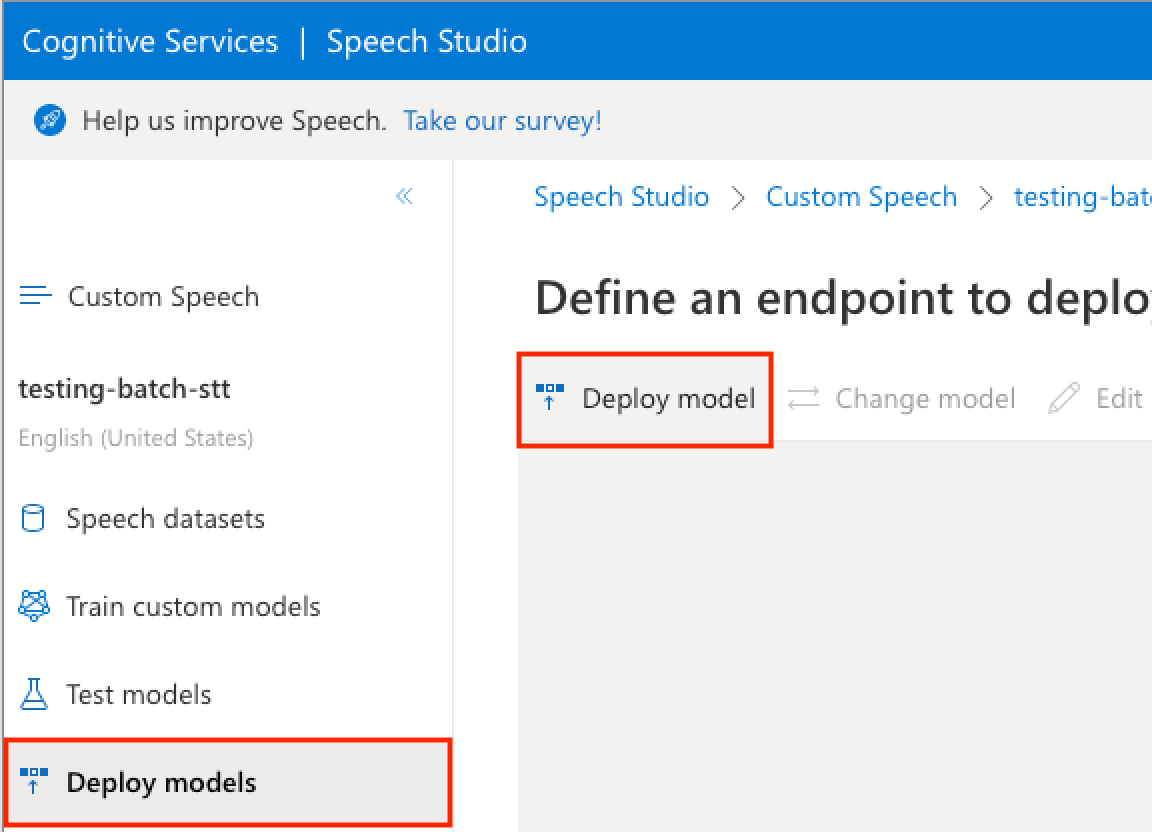 Cognitive Services | Speech Studio
Help us improve Speech. Take our survey!
Speech Studio > Custom Speech > testing-bat
Custom Speech
Define an endpoint to deplo
testing-batch-stt
English (United States)
Deploy model
Change model
Edit
Speech datasets
Train custom models
Test models
Deploy models